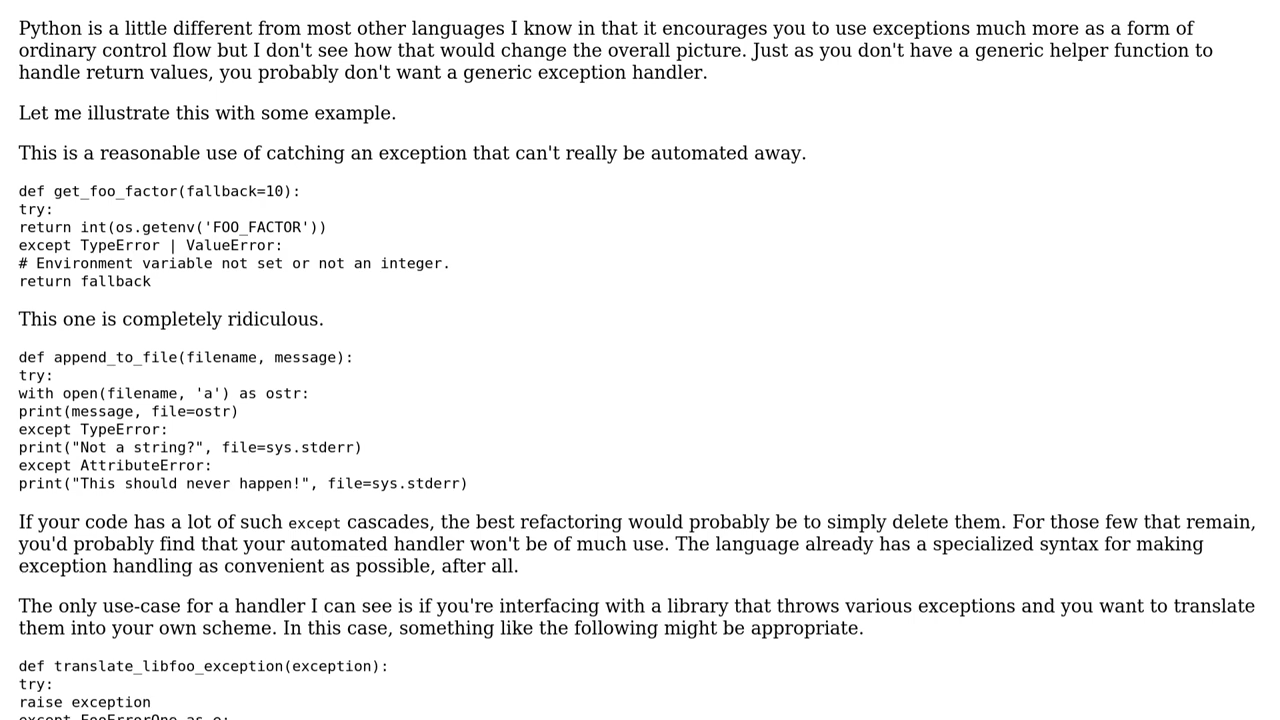 Python is a little different from most other languages I know in that it encourages you to use exceptions much more as a form of
ordinary control flow but I don't see how that would change the overall picture. Just as you don't have a generic helper function to
handle return values, you probably don't want a generic exception handler.
Let me illustrate this with some example.
This is a reasonable use of catching an exception that can't really be automated away.
def get_foo_factor(fallback=10):
try:
return int(os.getenv('FOO_FACTOR'))
except TypeError | ValueError:
# Environment variable not set or not an integer.
return fallback
This one is completely ridiculous.
def append_to_file(filename, message):
try:
with open(filename, 'a') as ostr:
print(message, file=ostr)
except TypeError:
print("Not a string?", file=sys.stderr)
except AttributeError:
print("This should never happen!", file=sys.stderr)
If your code has a lot of such except cascades, the best refactoring would probably be to simply delete them. For those few that remain,
you'd probably find that your automated handler won't be of much use. The language already has a specialized syntax for making
exception handling as convenient as possible, after all.
The only use-case for a handler I can see is if you're interfacing with a library that throws various exceptions and you want to translate
them into your own scheme. In this case, something like the following might be appropriate.
def translate_libfoo_exception(exception):
try:
raise exception
except FooErrorOne as e: